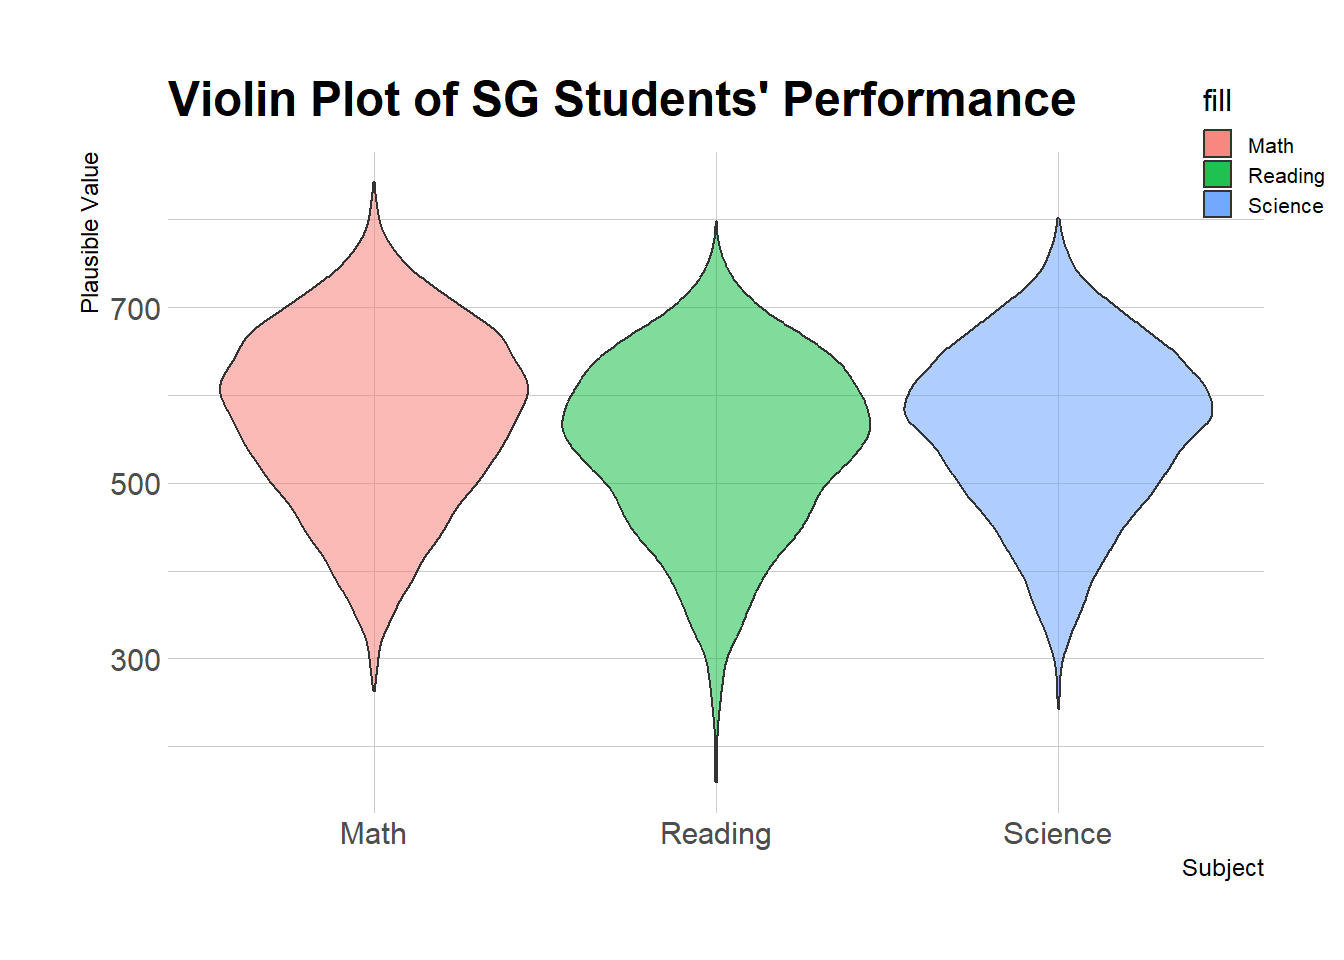 Violin Plot of SG Students' Performance
fill
Math
Reading
Science
Plausible Value
700
500
300
Math
Reading
Science
Subject